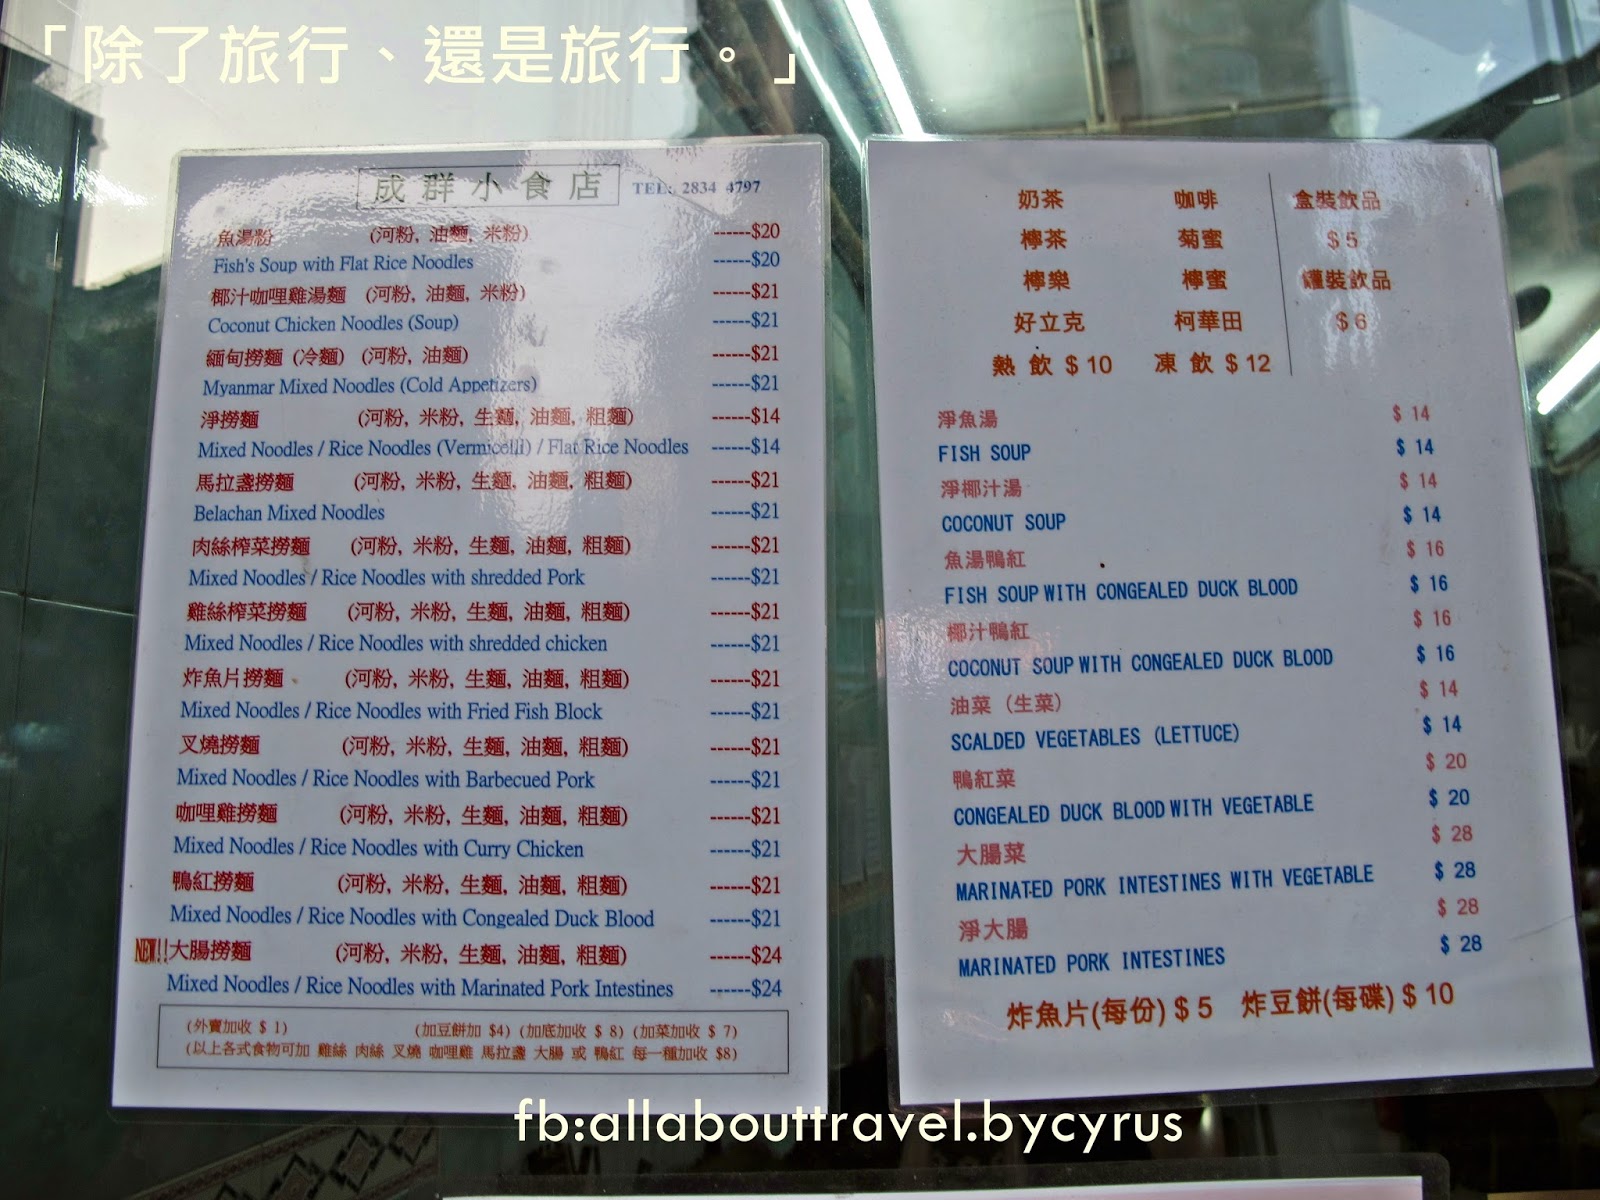 「除了旅行、還是旅行。」
成群小食店 TEL: 2834 4797
魚湯粉 (河粉, 油麵, 米粉) ------$20
Fish's Soup with Flat Rice Noodles ------$20
椰汁咖哩雞湯麵 (河粉, 油麵, 米粉) ------$21
Coconut Chicken Noodles (Soup) ------$21
緬甸撈麵 (冷麵) (河粉, 油麵) ------$21
Myanmar Mixed Noodles (Cold Appetizers) ------$21
淨撈麵 (河粉, 米粉, 生麵, 油麵, 粗麵) ------$14
Mixed Noodles / Rice Noodles (Vermicelli) / Flat Rice Noodles ------$14
馬拉盞撈麵 (河粉, 米粉, 生麵, 油麵, 粗麵) ------$21
Belachan Mixed Noodles ------$21
肉絲榨菜撈麵 (河粉, 米粉, 生麵, 油麵, 粗麵) ------$21
Mixed Noodles / Rice Noodles with shredded Pork ------$21
雞絲榨菜撈麵 (河粉, 米粉, 生麵, 油麵, 粗麵) ------$21
Mixed Noodles / Rice Noodles with shredded chicken ------$21
炸魚片撈麵 (河粉, 米粉, 生麵, 油麵, 粗麵) ------$21
Mixed Noodles / Rice Noodles with Fried Fish Block ------$21
叉燒撈麵 (河粉, 米粉, 生麵, 油麵, 粗麵) ------$21
Mixed Noodles / Rice Noodles with Barbecued Pork ------$21
咖哩雞撈麵 (河粉, 米粉, 生麵, 油麵, 粗麵) ------$21
Mixed Noodles / Rice Noodles with Curry Chicken ------$21
鴨紅撈麵 (河粉, 米粉, 生麵, 油麵, 粗麵) ------$21
Mixed Noodles / Rice Noodles with Congealed Duck Blood ------$21
NEW!!大腸撈麵 (河粉, 米粉, 生麵, 油麵, 粗麵) ------$24
Mixed Noodles / Rice Noodles with Marinated Pork Intestines ------$24
(外賣加收 $ 1) (加豆餅加 $4) (加底加收 $ 8) (加菜加收 $ 7)
(以上各式食物可加 雞絲 肉絲 叉燒 咖哩雞 馬拉盞 大腸 或 鴨紅 每一種加收 $8)
奶茶 咖啡 盒裝飲品
檸茶 菊蜜 $5
檸樂 檸蜜 罐裝飲品
好立克 柯華田 $6
熱飲 $10 凍飲 $12
淨魚湯 $ 14
FISH SOUP $ 14
淨椰汁湯 $ 14
COCONUT SOUP $ 14
魚湯鴨紅 $ 16
FISH SOUP WITH CONGEALED DUCK BLOOD $ 16
椰汁鴨紅 $ 16
COCONUT SOUP WITH CONGEALED DUCK BLOOD $ 16
油菜 (生菜) $ 14
SCALDED VEGETABLES (LETTUCE) $ 14
鴨紅菜 $ 20
CONGEALED DUCK BLOOD WITH VEGETABLE $ 20
大腸菜 $ 28
MARINATED PORK INTESTINES WITH VEGETABLE $ 28
淨大腸 $ 28
MARINATED PORK INTESTINES $ 28
炸魚片(每份) $ 5 炸豆餅(每碟) $ 10
fb:allabouttravel.bycyrus